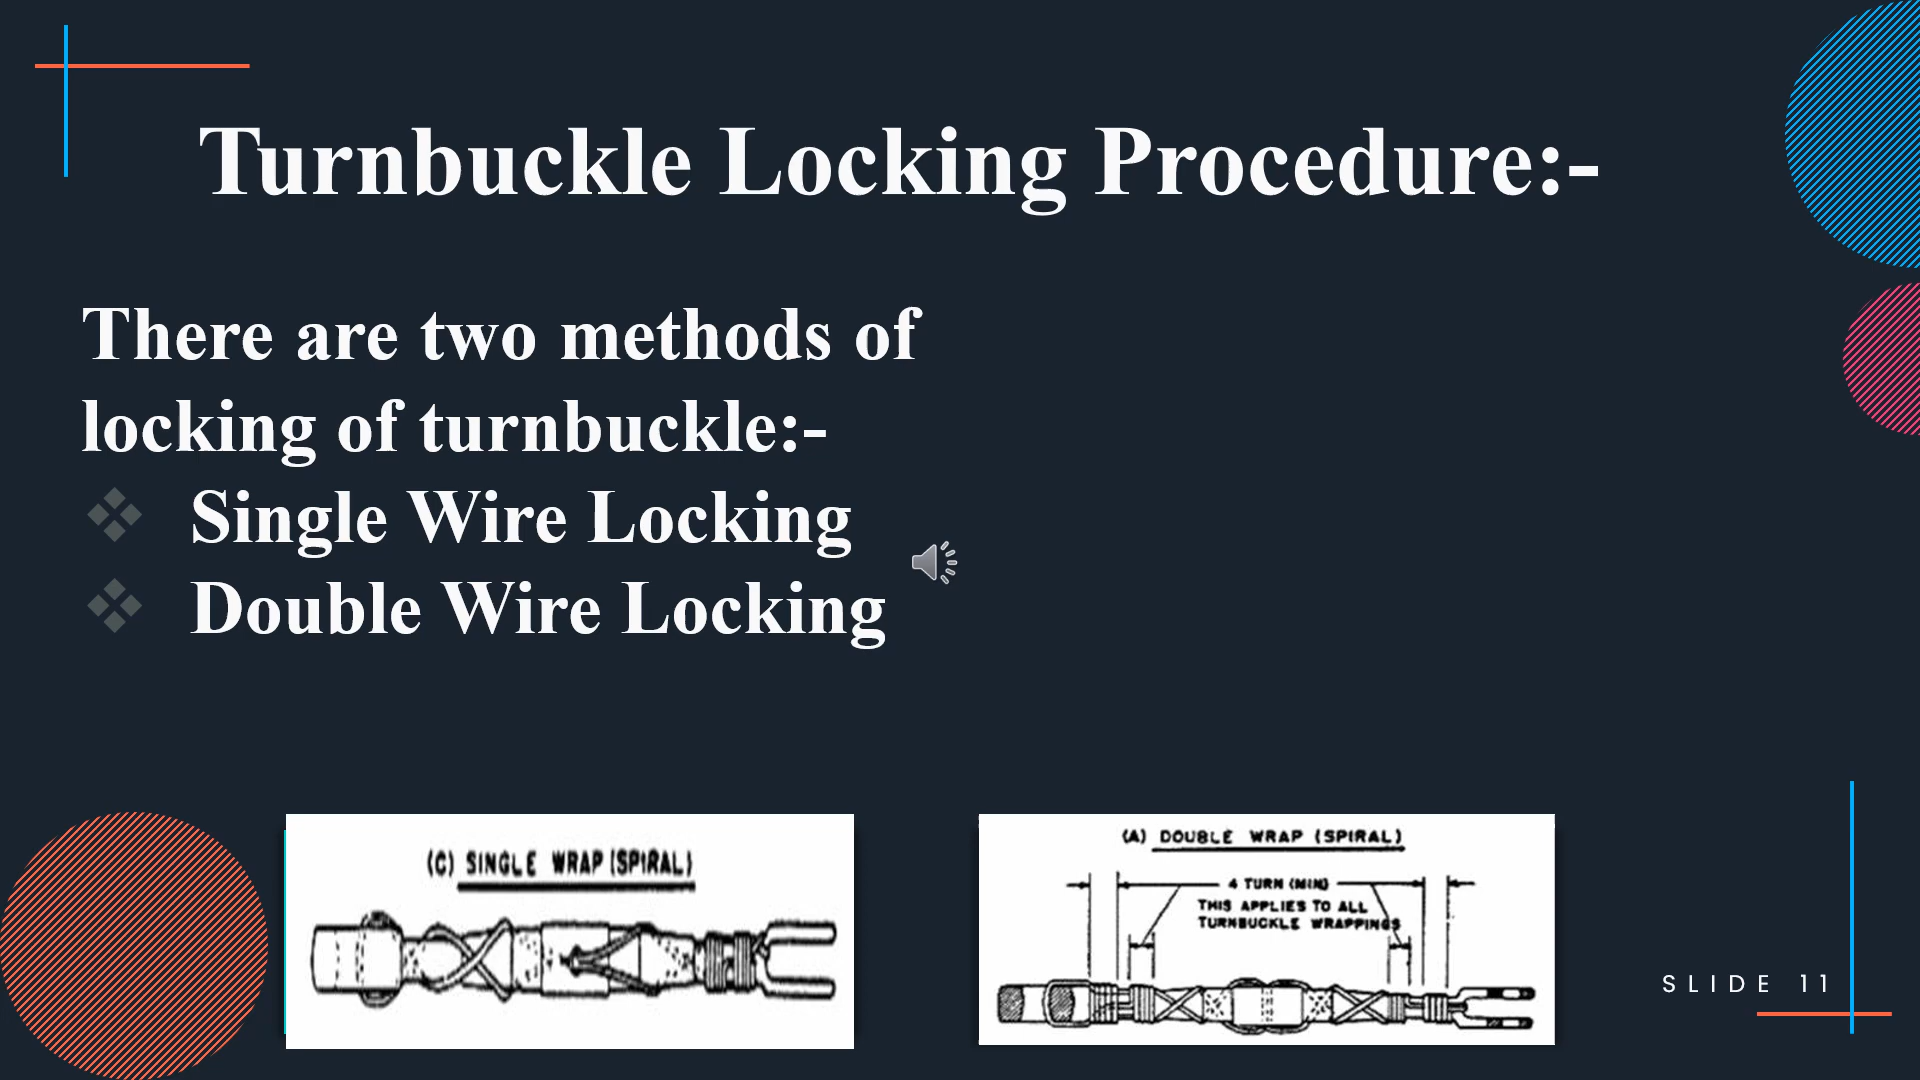 Turnbuckle Locking Procedure:-
There are two methods of
locking of turnbuckle:-
Single Wire Locking
Double Wire Locking
(C) SINGLE WRAP (SPIRAL)
(A) DOUBLE WRAP (SPIRAL)
4 TURN (MIN)
THIS APPLIES TO ALL
TURNBUCKLE WRAPPINGS
SLIDE 11